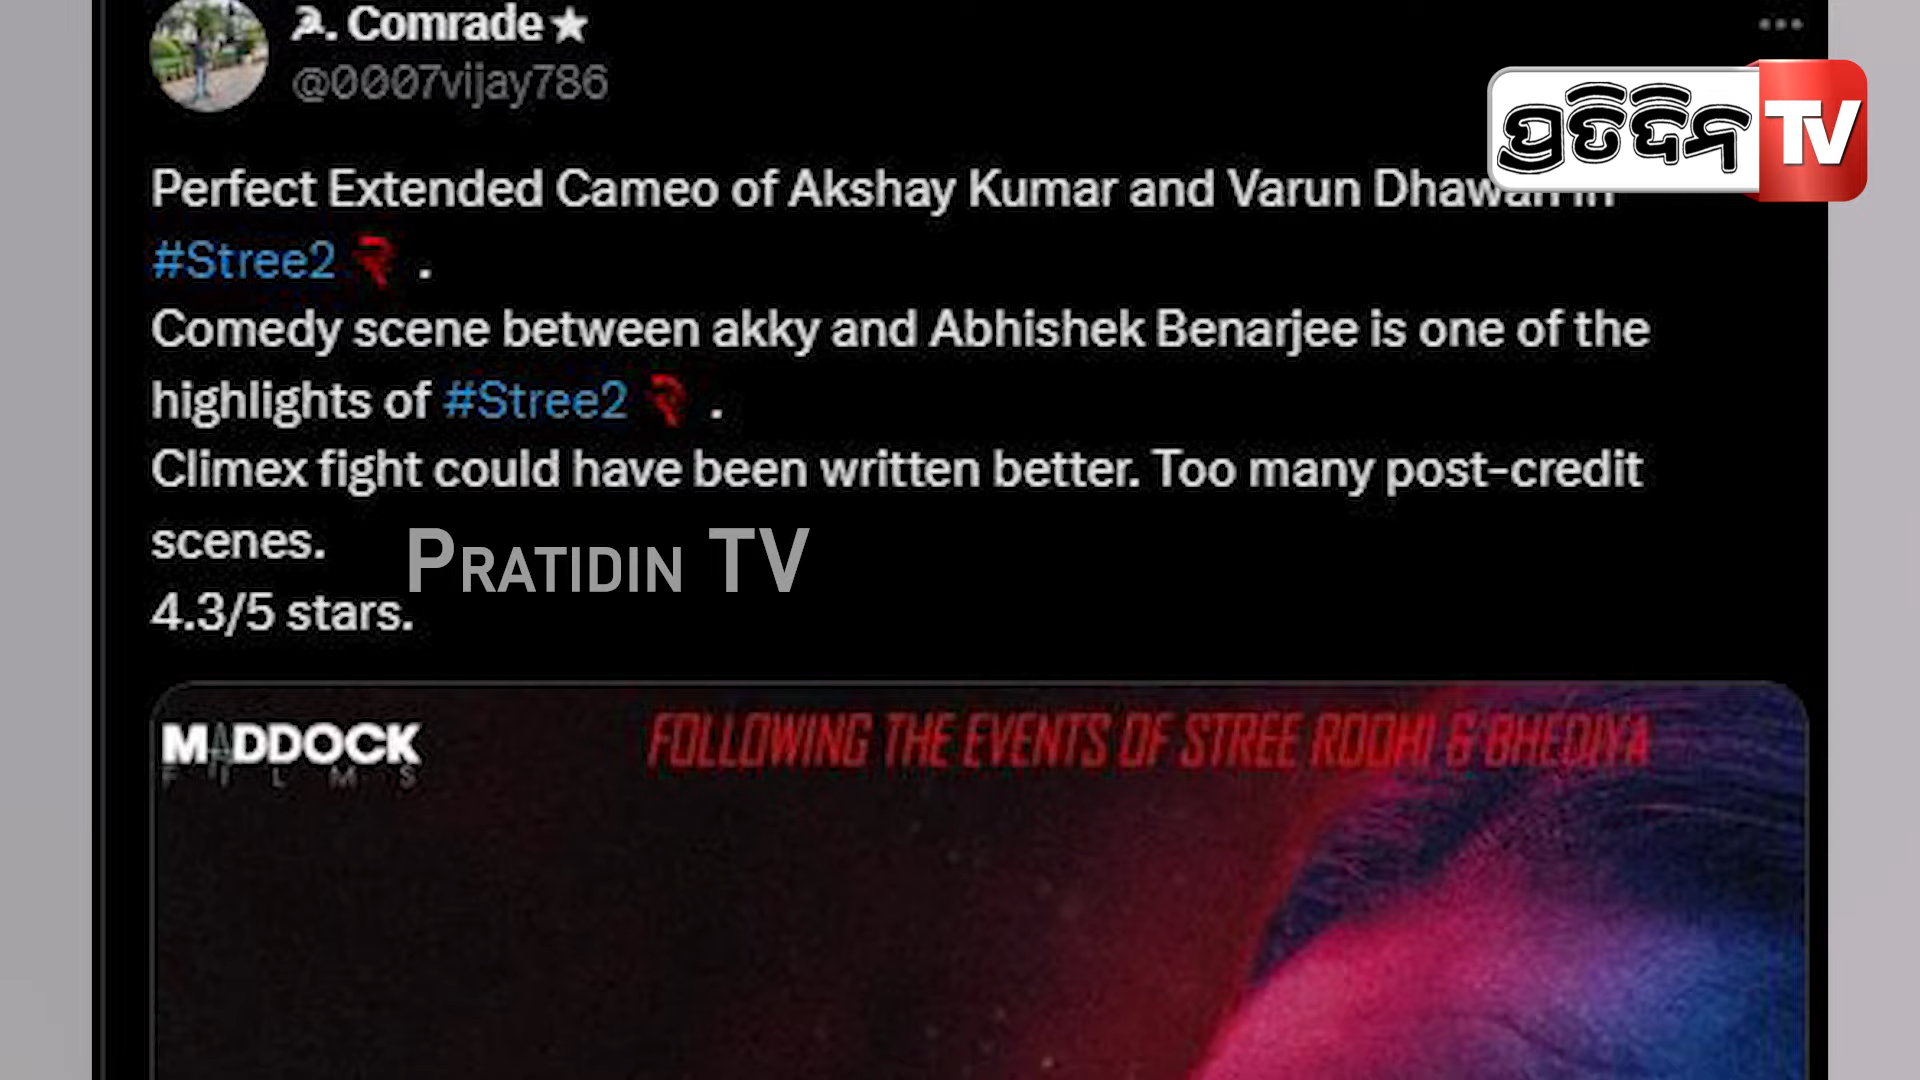 . Comrade★
@0007vijay786
ପ୍ରତିଦିନ TV
Perfect Extended Cameo of Akshay Kumar and Varun Dhawan in
#Stree2 .
Comedy scene between akky and Abhishek Benarjee is one of the
highlights of #Stree2 .
Climex fight could have been written better. Too many post-credit
scenes.
PRATIDIN TV
4.3/5 stars.
MADDOCK
FILMS
FOLLOWING THE EVENTS OF STREE ROOHI & BHEDIYA